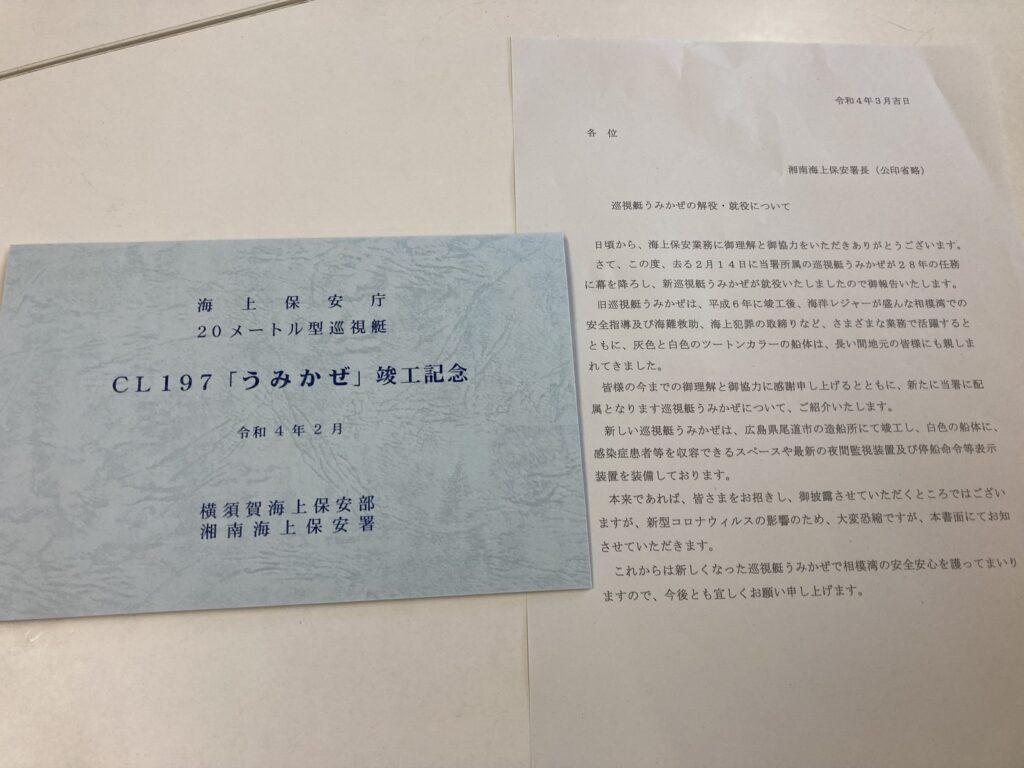 海上保安庁
20メートル型巡視艇
CL197「うみかぜ」竣工記念
令和4年2月
横須賀海上保安部
湘南海上保安署
令和4年3月吉日
各　位
湘南海上保安署長（公印省略）
巡視艇うみかぜの解役・就役について
日頃から、海上保安業務に御理解と御協力をいただきありがとうございます。
さて、この度、去る2月14日に当署所属の巡視艇うみかぜが28年の任務
に幕を降ろし、新巡視艇うみかぜが就役いたしましたので御報告いたします。
旧巡視艇うみかぜは、平成6年に竣工後、海洋レジャーが盛んな相模湾での
安全指導及び海難救助、海上犯罪の取締りなど、さまざまな業務で活躍すると
ともに、灰色と白色のツートンカラーの船体は、長い間地元の皆様にも親しま
れてきました。
皆様の今までの御理解と御協力に感謝申し上げるとともに、新たに当署に配
属となります巡視艇うみかぜについて、ご紹介いたします。
新しい巡視艇うみかぜは、広島県尾道市の造船所にて竣工し、白色の船体に、
感染症患者等を収容できるスペースや最新の夜間監視装置及び停船命令等表示
装置を装備しております。
本来であれば、皆さまをお招きし、御披露させていただくところではござい
ますが、新型コロナウィルスの影響のため、大変恐縮ですが、本書面にてお知
させていただきます。
これからは新しくなった巡視艇うみかぜで相模湾の安全安心を護ってまいり
ますので、今後とも宜しくお願い申し上げます。